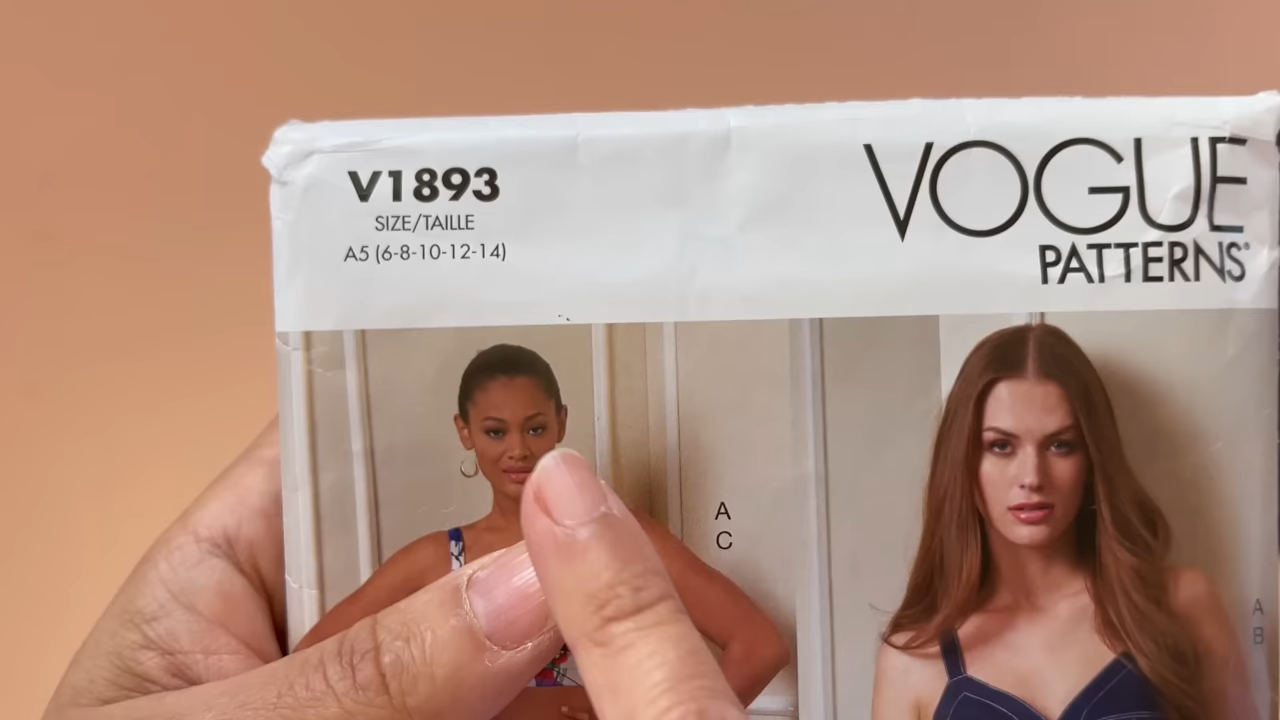 V1893
SIZE/TAILLE
A5 (6-8-10-12-14)
VOGUE
PATTERNS®
A
C
A
B